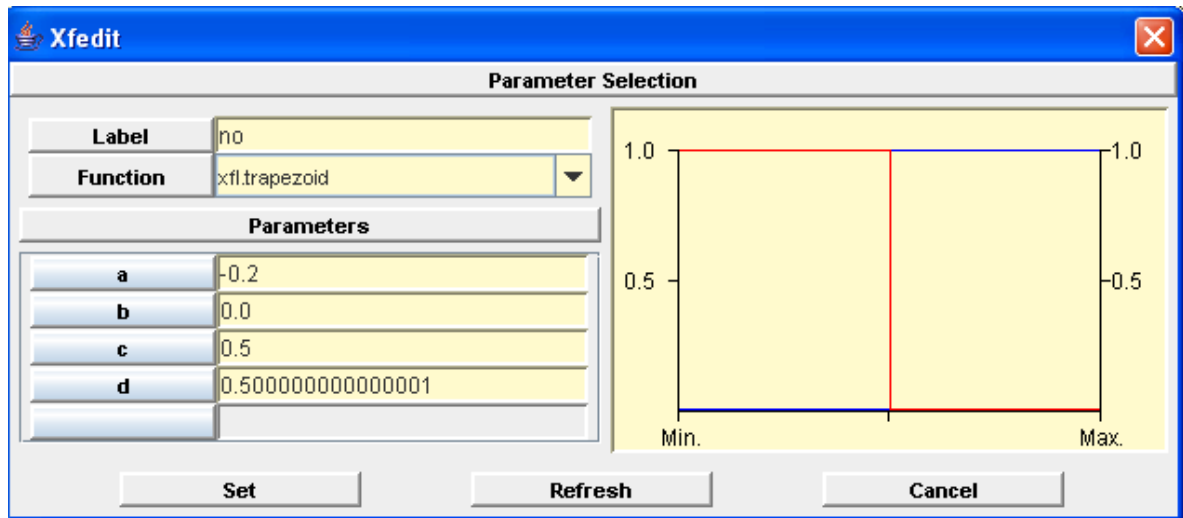 Xfedit
Parameter Selection
Label no
Function xfl.trapezoid
Parameters
a -0.2
b 0.0
c 0.5
d 0.500000000000001
1.0 1.0
0.5 0.5
Min. Max.
Set Refresh Cancel